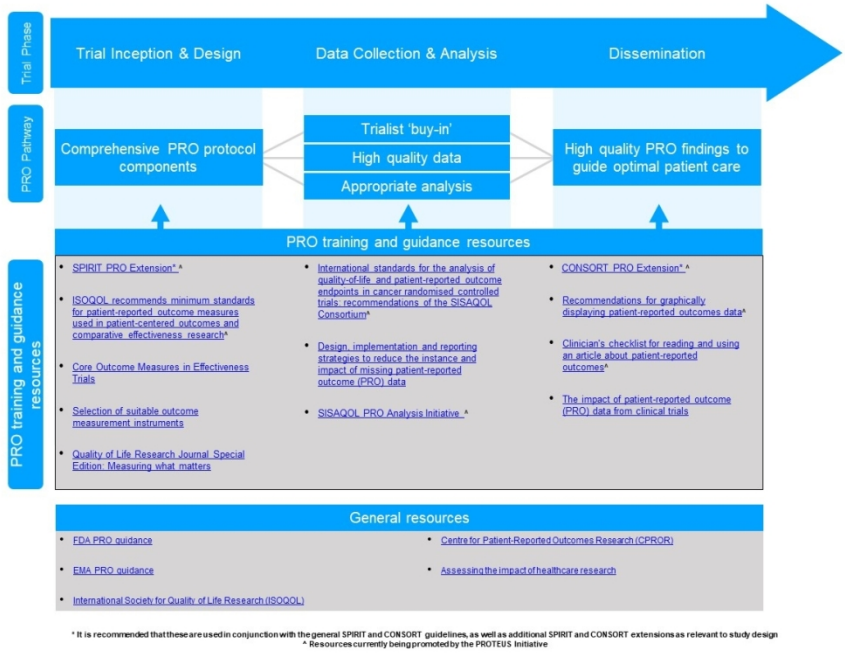 Trial Phase
Trial Inception & Design
Data Collection & Analysis
Dissemination
PRO Pathway
Comprehensive PRO protocol
components
Trialist ‘buy-in’
High quality data
Appropriate analysis
High quality PRO findings to
guide optimal patient care
PRO training and guidance resources
PRO training and guidance
resources
• SPIRIT PRO Extension* ^
• ISOQOL recommends minimum standards
for patient-reported outcome measures
used in patient-centered outcomes and
comparative effectiveness research^
• Core Outcome Measures in Effectiveness
Trials
• Selection of suitable outcome
measurement instruments
• Quality of Life Research Journal Special
Edition: Measuring what matters
• International standards for the analysis of
quality-of-life and patient-reported outcome
endpoints in cancer randomised controlled
trials: recommendations of the SISAQOL
Consortium^
• Design, implementation and reporting
strategies to reduce the instance and
impact of missing patient-reported
outcome (PRO) data
• SISAQOL PRO Analysis Initiative ^
• CONSORT PRO Extension* ^
• Recommendations for graphically
displaying patient-reported outcomes data^
• Clinician's checklist for reading and using
an article about patient-reported
outcomes^
• The impact of patient-reported outcome
(PRO) data from clinical trials
General resources
• FDA PRO guidance
• EMA PRO guidance
• International Society for Quality of Life Research (ISOQOL)
• Centre for Patient-Reported Outcomes Research (CPROR)
• Assessing the impact of healthcare research
* It is recommended that these are used in conjunction with the general SPIRIT and CONSORT guidelines, as well as additional SPIRIT and CONSORT extensions as relevant to study design
^ Resources currently being promoted by the PROTEUS Initiative